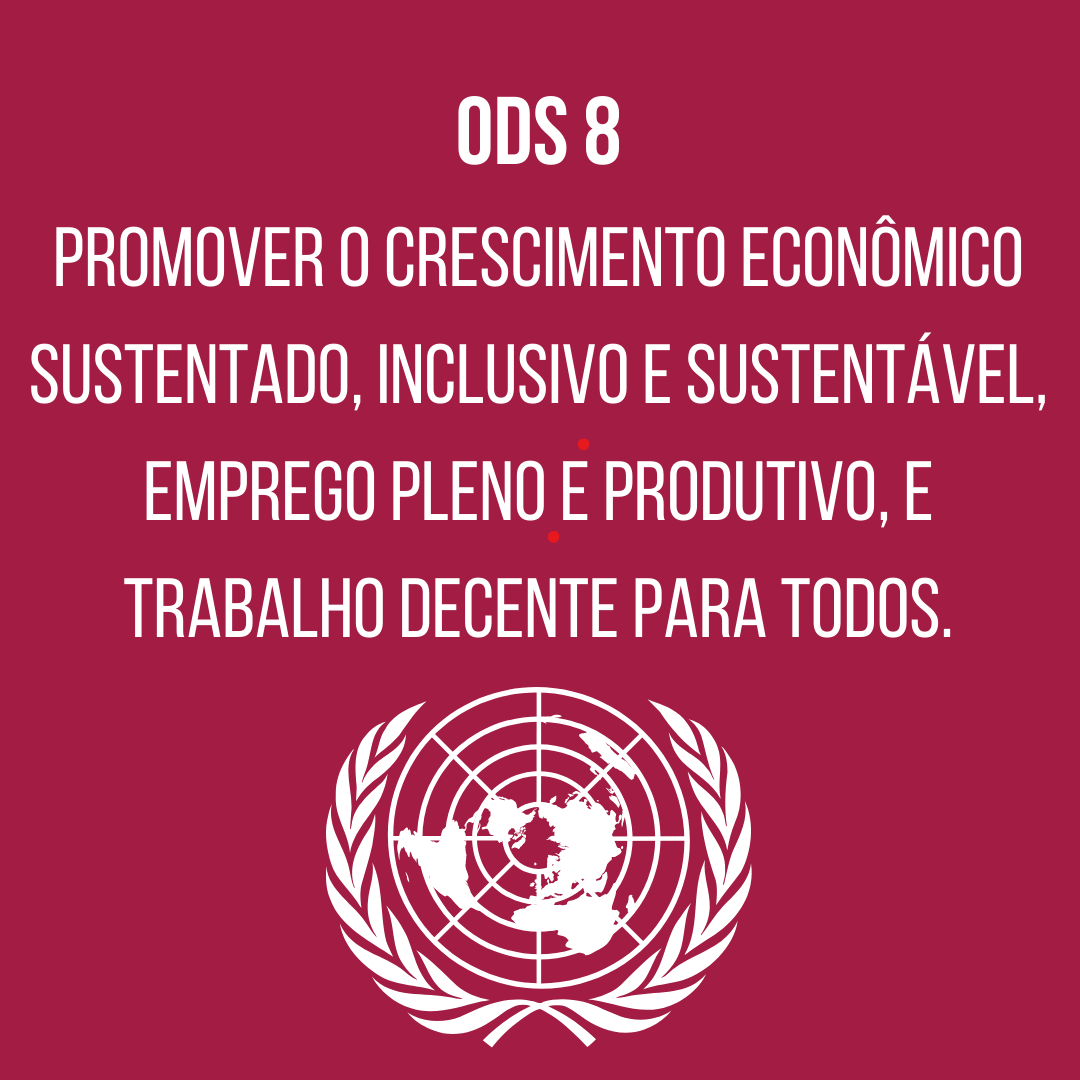 ODS 8
PROMOVER O CRESCIMENTO ECONÔMICO
SUSTENTADO, INCLUSIVO E SUSTENTÁVEL,
EMPREGO PLENO E PRODUTIVO, E
TRABALHO DECENTE PARA TODOS.